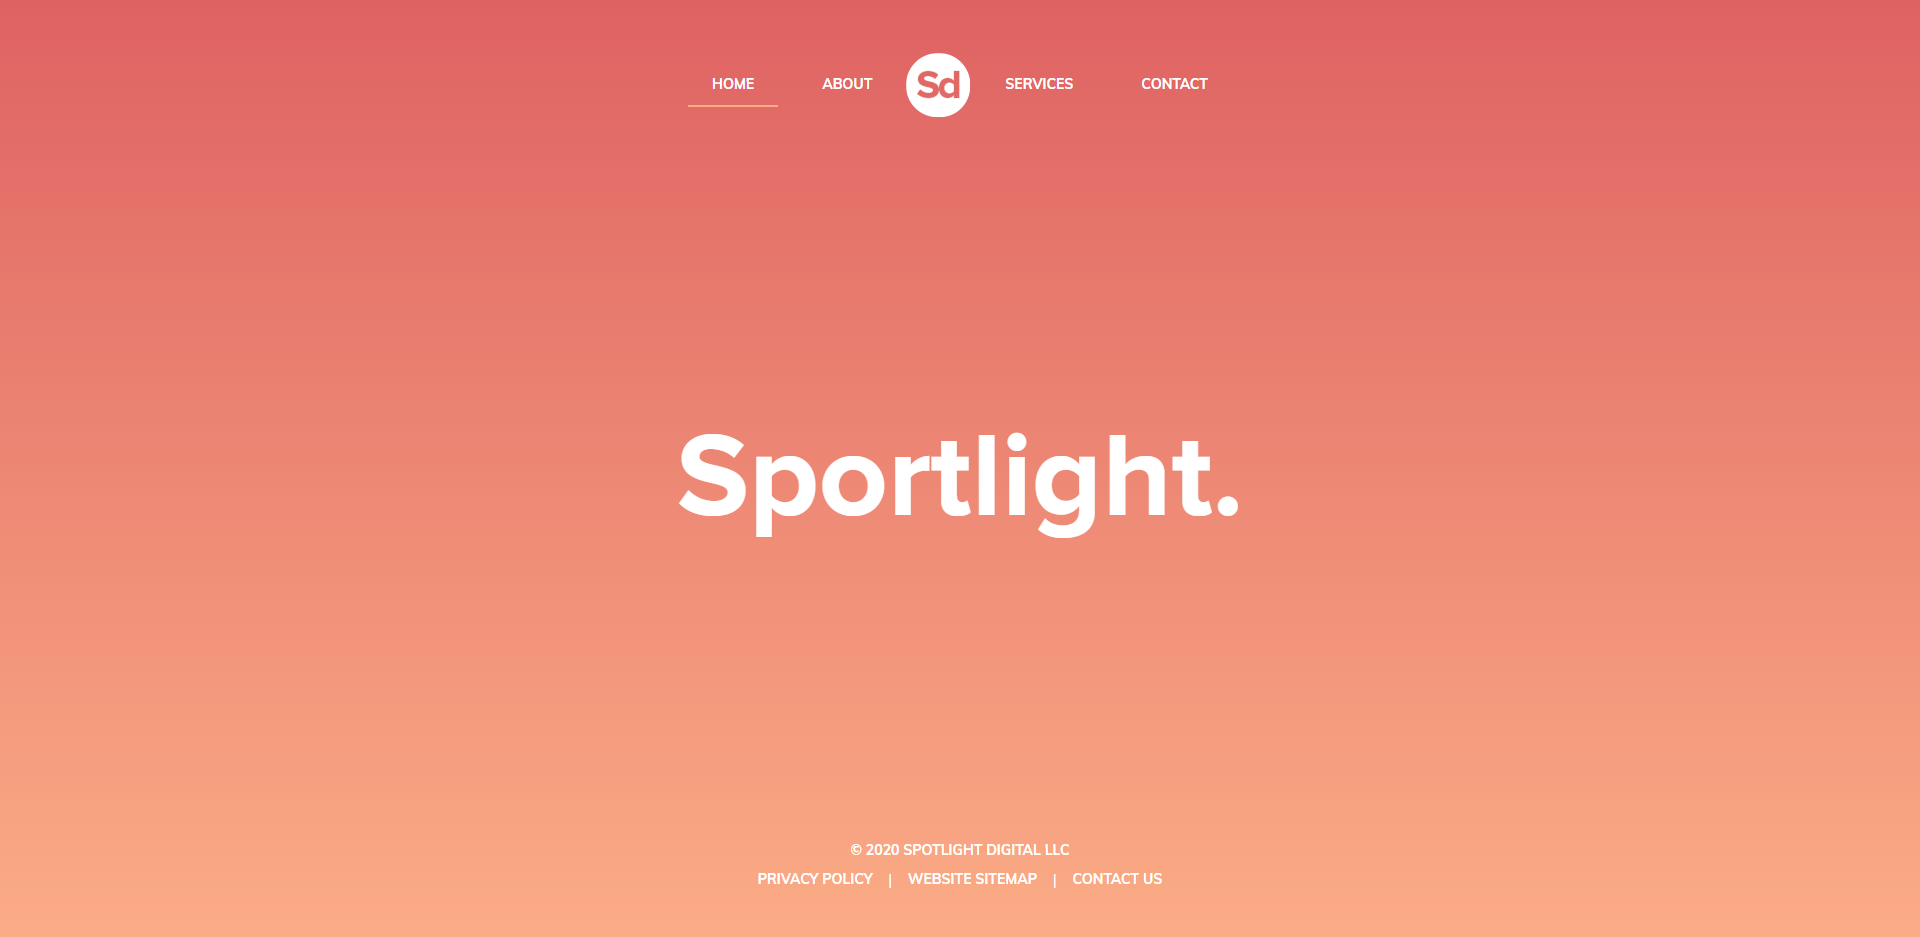 HOME ABOUT Sd SERVICES CONTACT
Sportlight.
© 2020 SPOTLIGHT DIGITAL LLC
PRIVACY POLICY | WEBSITE SITEMAP | CONTACT US